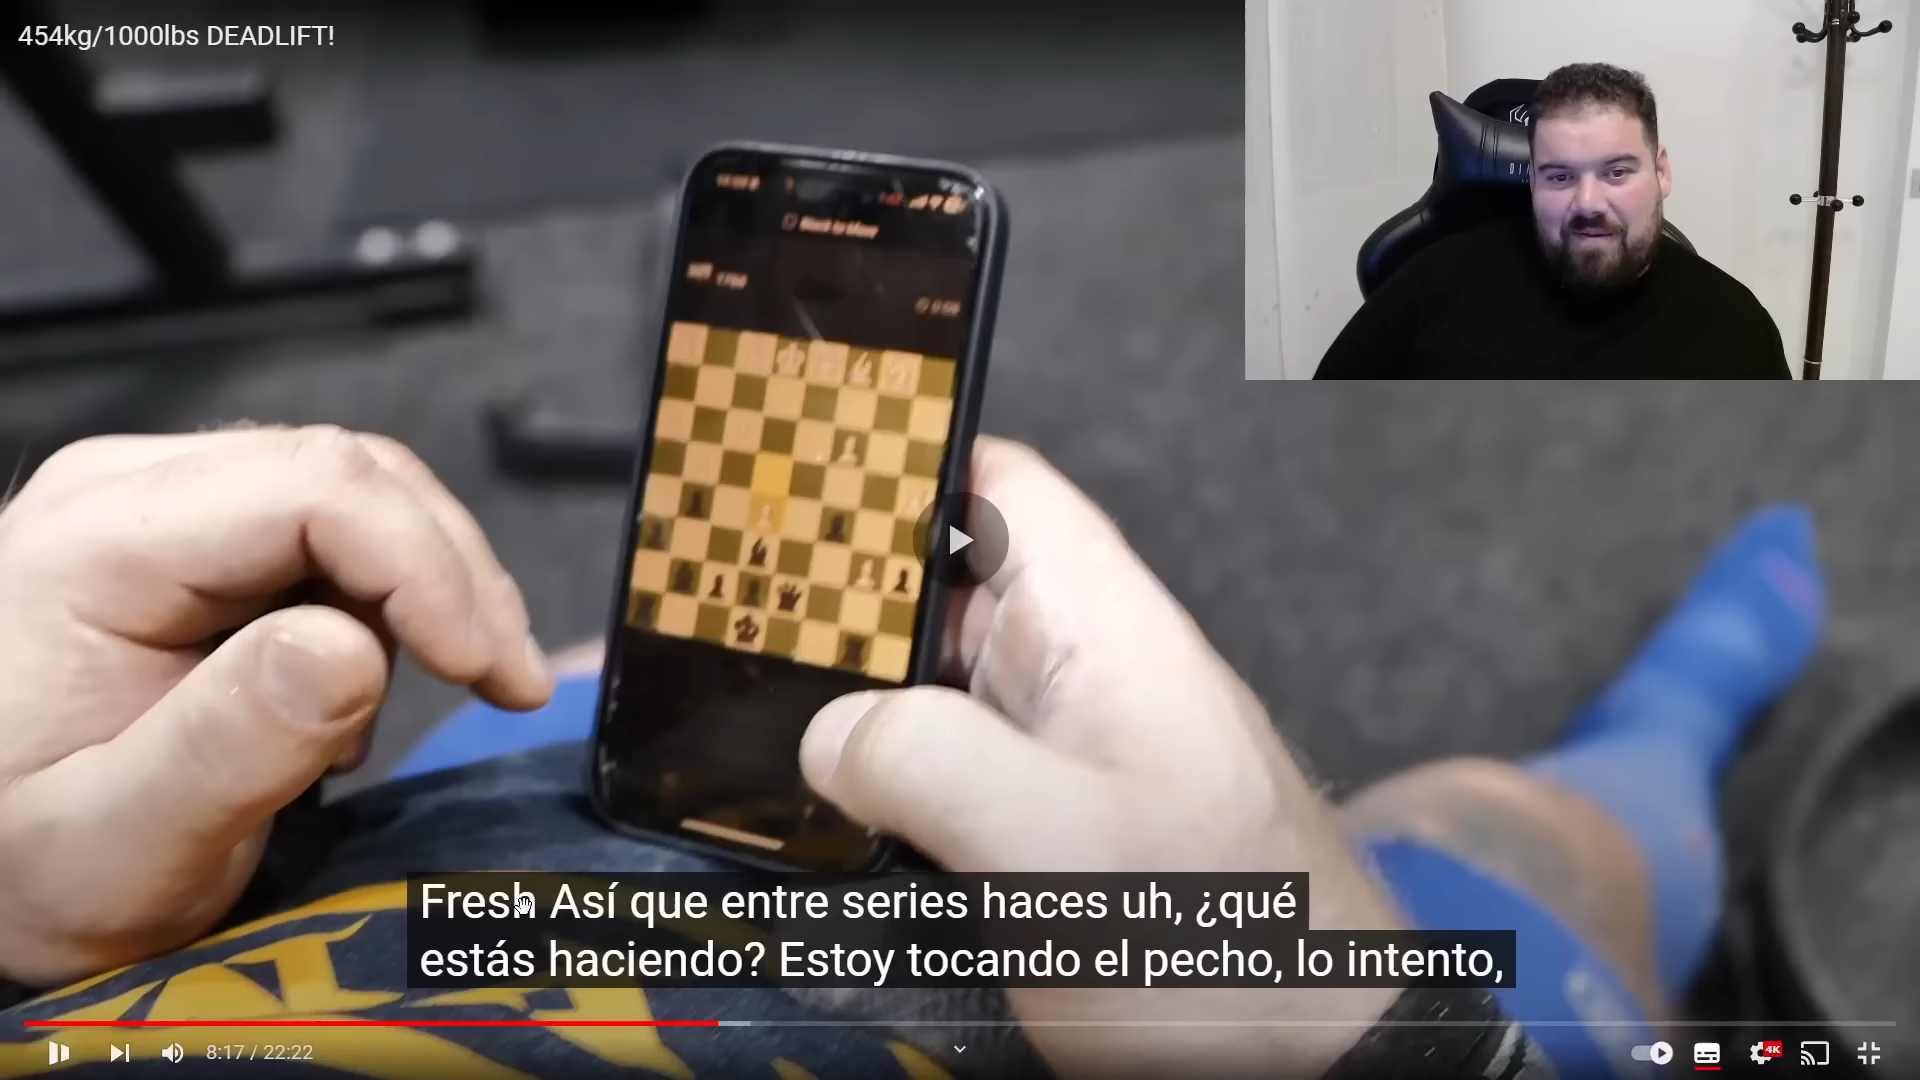 454kg/1000lbs DEADLIFT!
Fresh Así que entre series haces uh, ¿qué
estás haciendo? Estoy tocando el pecho, lo intento,
8:17 / 22:22
4K